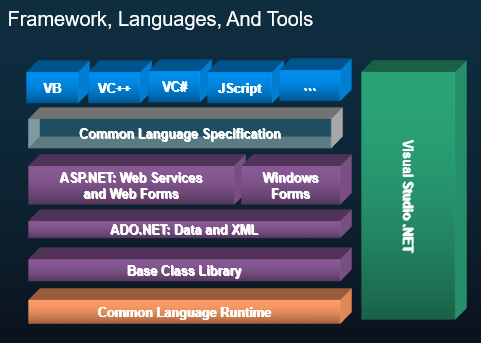 Framework, Languages, And Tools
VB
VC++
VC#
JScript
...
Common Language Specification
ASP.NET: Web Services
and Web Forms
Windows
Forms
ADO.NET: Data and XML
Base Class Library
Common Language Runtime
Visual Studio .NET